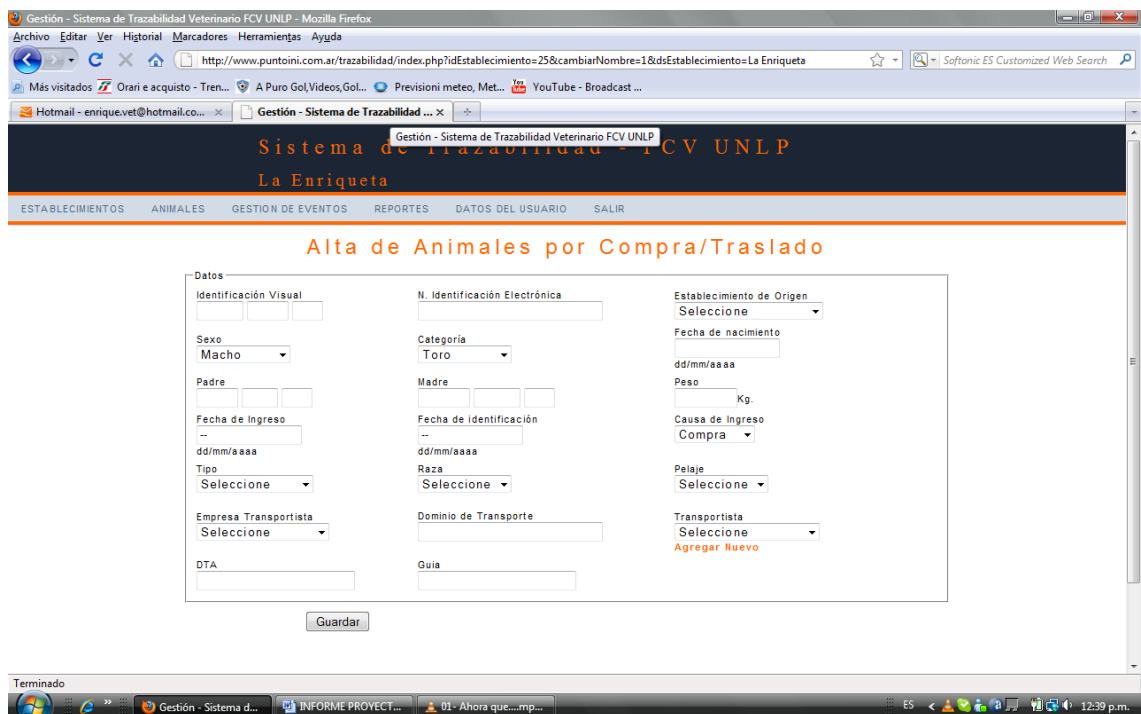 Gestión - Sistema de Trazabilidad Veterinario FCV UNLP - Mozilla Firefox
Archivo Editar Ver Historial Marcadores Herramientas Ayuda
http://www.puntoini.com.ar/trazabilidad/index.php?idEstablecimiento=25&cambiarNombre=1&dsEstablecimiento=La Enriqueta
Softonic ES Customized Web Search
Más visitados Orari e acquisto - Tren... A Puro Gol,Videos,Gol... Previsioni meteo, Met... YouTube - Broadcast ...
Hotmail - enrique.vet@hotmail.co... Gestión - Sistema de Trazabilidad ...
Gestión - Sistema de Trazabilidad Veterinario FCV UNLP
Sistema de Trazabilidad - FCV UNLP
La Enriqueta
ESTABLECIMIENTOS ANIMALES GESTION DE EVENTOS REPORTES DATOS DEL USUARIO SALIR
Alta de Animales por Compra/Traslado
Datos
Identificación Visual N. Identificación Electrónica Establecimiento de Origen
Seleccione
Sexo Categoría Fecha de nacimiento
Macho Toro
dd/mm/aaaa
Padre Madre Peso
Kg.
Fecha de Ingreso Fecha de identificación Causa de Ingreso
-- -- Compra
dd/mm/aaaa dd/mm/aaaa
Tipo Raza Pelaje
Seleccione Seleccione Seleccione
Empresa Transportista Dominio de Transporte Transportista
Seleccione Seleccione
Agregar Nuevo
DTA Guia
Guardar
Terminado
Gestión - Sistema d... INFORME PROYECT... 01- Ahora que....mp... ES 12:39 p.m.